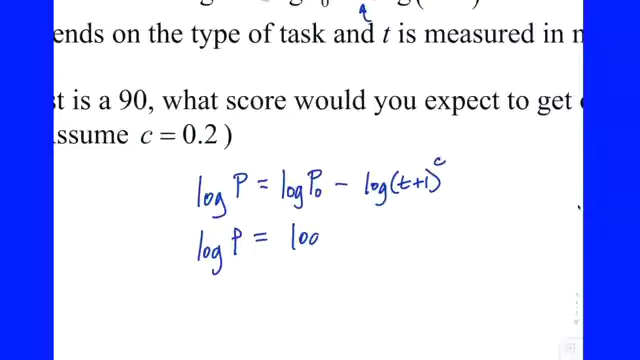 ends on the type of task and t is measured in
st is a 90, what score would you expect to get
ssume c = 0.2)
log P = log P₀ − log(t+1)ᶜ
log P = log